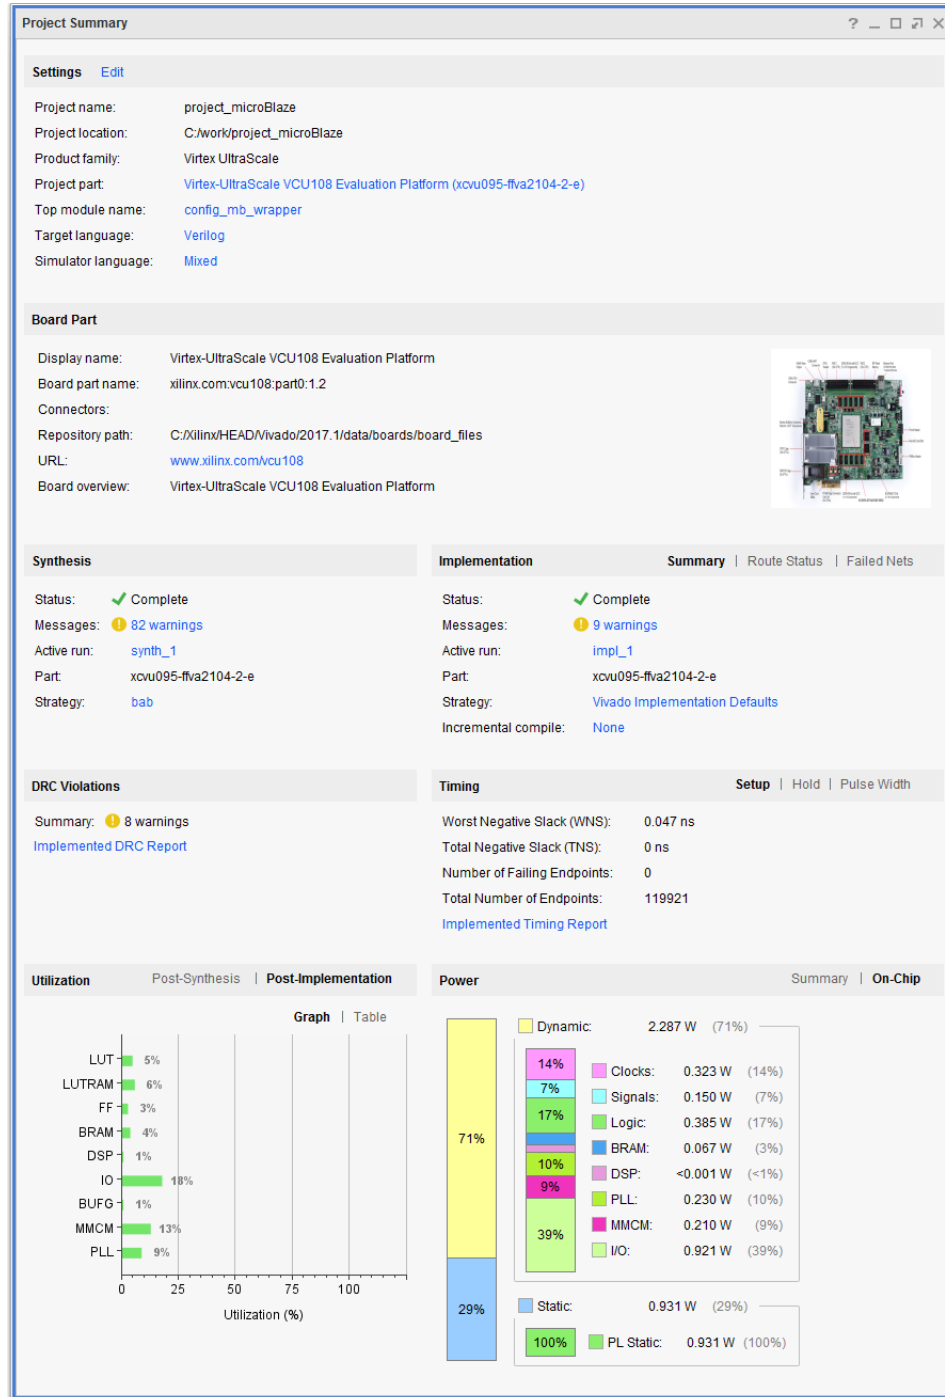 Project Summary
Settings Edit
Project name: project_microBlaze
Project location: C:/work/project_microBlaze
Product family: Virtex UltraScale
Project part: Virtex-UltraScale VCU108 Evaluation Platform (xcvu095-ffva2104-2-e)
Top module name: config_mb_wrapper
Target language: Verilog
Simulator language: Mixed
Board Part
Display name: Virtex-UltraScale VCU108 Evaluation Platform
Board part name: xilinx.com:vcu108:part0:1.2
Connectors:
Repository path: C:/Xilinx/HEAD/Vivado/2017.1/data/boards/board_files
URL: www.xilinx.com/vcu108
Board overview: Virtex-UltraScale VCU108 Evaluation Platform
Synthesis
Status: Complete
Messages: 82 warnings
Active run: synth_1
Part: xcvu095-ffva2104-2-e
Strategy: bab
Implementation Summary | Route Status | Failed Nets
Status: Complete
Messages: 9 warnings
Active run: impl_1
Part: xcvu095-ffva2104-2-e
Strategy: Vivado Implementation Defaults
Incremental compile: None
DRC Violations
Summary: 8 warnings
Implemented DRC Report
Timing Setup | Hold | Pulse Width
Worst Negative Slack (WNS): 0.047 ns
Total Negative Slack (TNS): 0 ns
Number of Failing Endpoints: 0
Total Number of Endpoints: 119921
Implemented Timing Report
Utilization Post-Synthesis | Post-Implementation
Graph | Table
LUT 5%
LUTRAM 6%
FF 3%
BRAM 4%
DSP 1%
IO 18%
BUFG 1%
MMCM 13%
PLL 9%
0 25 50 75 100
Utilization (%)
Power Summary | On-Chip
71%
29%
Dynamic: 2.287 W (71%)
14%
7%
17%
10%
9%
39%
Clocks: 0.323 W (14%)
Signals: 0.150 W (7%)
Logic: 0.385 W (17%)
BRAM: 0.067 W (3%)
DSP: <0.001 W (<1%)
PLL: 0.230 W (10%)
MMCM: 0.210 W (9%)
I/O: 0.921 W (39%)
Static: 0.931 W (29%)
100% PL Static: 0.931 W (100%)